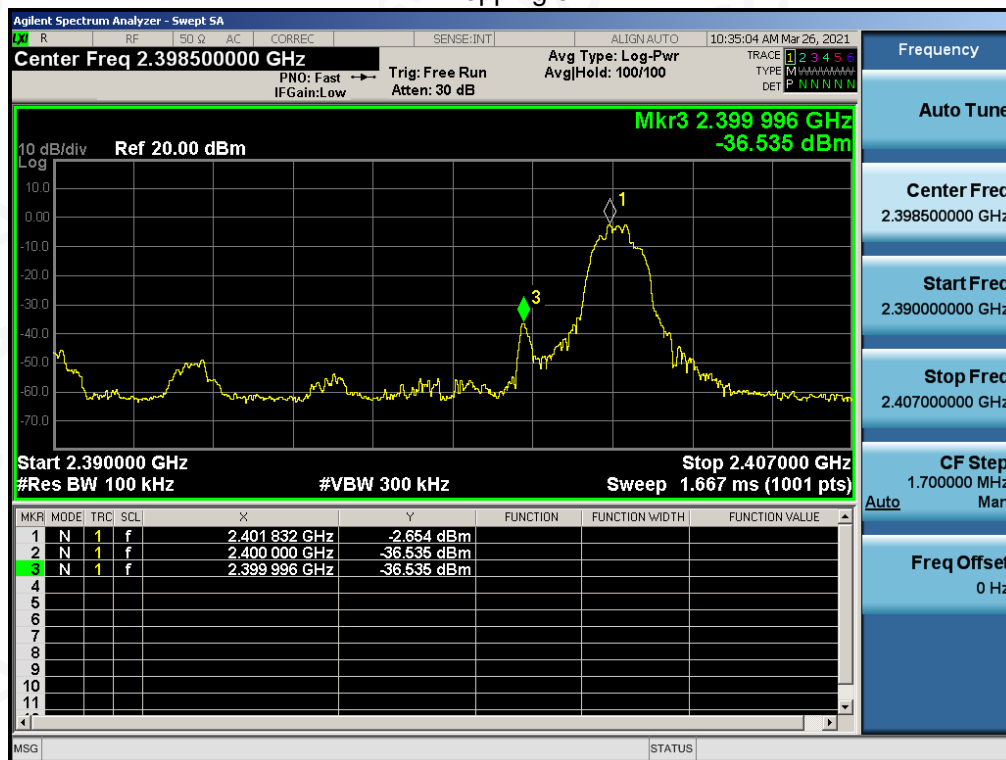 Agilent Spectrum Analyzer - Swept SA
LXI R RF 50 Ω AC CORREC SENSE:INT ALIGN AUTO 10:35:04 AM Mar 26, 2021
Center Freq 2.398500000 GHz
PNO: Fast
IFGain:Low
Trig: Free Run
Atten: 30 dB
Avg Type: Log-Pwr
Avg|Hold: 100/100
TRACE 1 2 3 4 5 6
TYPE M WWWWW
DET P N N N N N
Mkr3 2.399 996 GHz
-36.535 dBm
10 dB/div Ref 20.00 dBm
Log
10.0
0.00
-10.0
-20.0
-30.0
-40.0
-50.0
-60.0
-70.0
1
3
Start 2.390000 GHz Stop 2.407000 GHz
#Res BW 100 kHz #VBW 300 kHz Sweep 1.667 ms (1001 pts)
MKR MODE TRC SCL X Y FUNCTION FUNCTION WIDTH FUNCTION VALUE
1 N 1 f 2.401 832 GHz -2.654 dBm
2 N 1 f 2.400 000 GHz -36.535 dBm
3 N 1 f 2.399 996 GHz -36.535 dBm
4
5
6
7
8
9
10
11
MSG STATUS
Frequency
Auto Tune
Center Freq
2.398500000 GHz
Start Freq
2.390000000 GHz
Stop Freq
2.407000000 GHz
CF Step
1.700000 MHz
Auto Man
Freq Offset
0 Hz